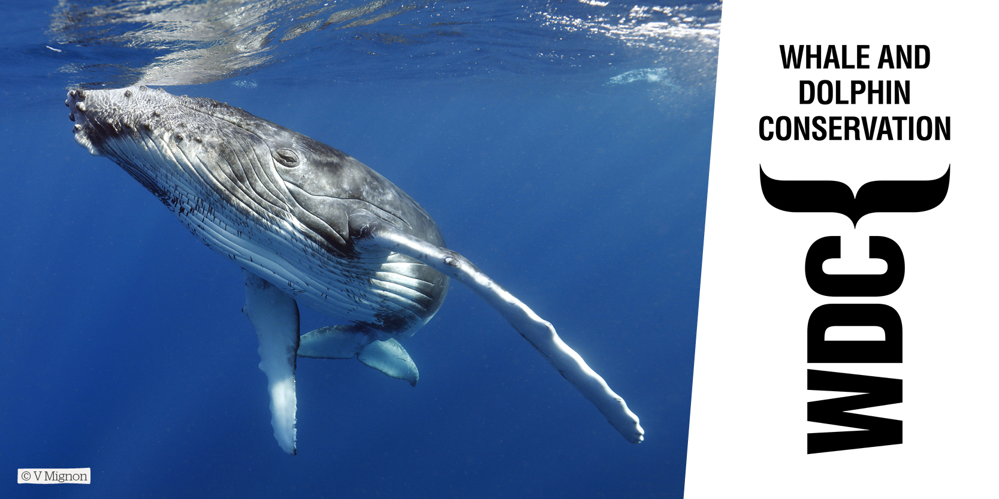 WHALE AND
DOLPHIN
CONSERVATION
WDC
© V Mignon